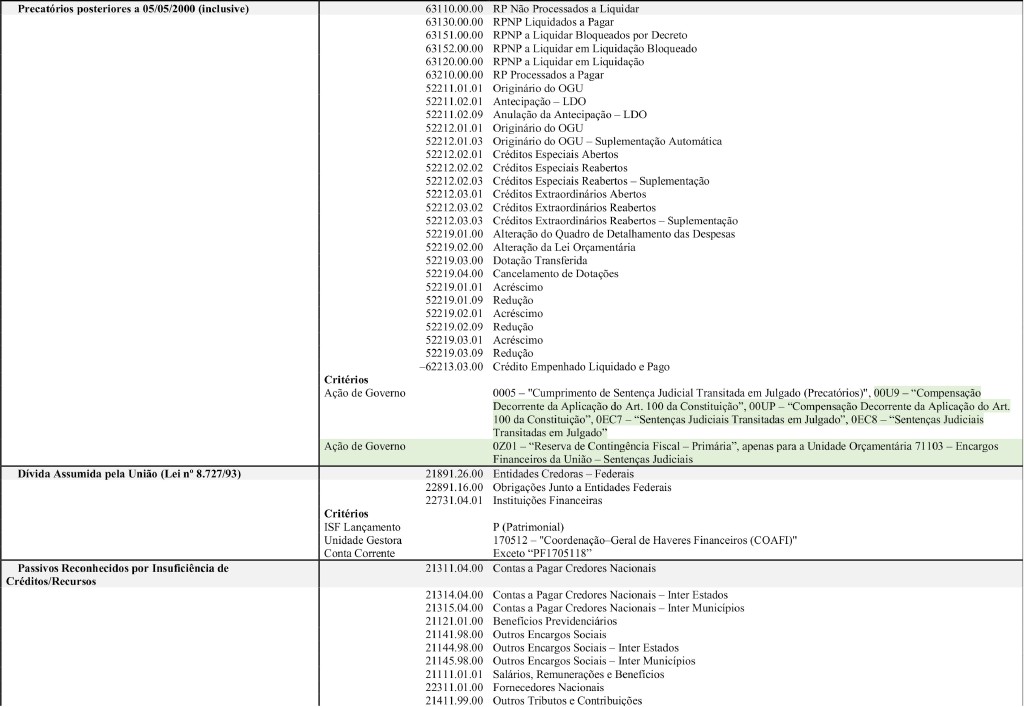 Precatórios posteriores a 05/05/2000 (inclusive) 63110.00.00 RP Não Processados a Liquidar
63130.00.00 RPNP Liquidados a Pagar
63151.00.00 RPNP a Liquidar Bloqueados por Decreto
63152.00.00 RPNP a Liquidar em Liquidação Bloqueado
63120.00.00 RPNP a Liquidar em Liquidação
63210.00.00 RP Processados a Pagar
52211.01.01 Originário do OGU
52211.02.01 Antecipação – LDO
52211.02.09 Anulação da Antecipação – LDO
52212.01.01 Originário do OGU
52212.01.03 Originário do OGU – Suplementação Automática
52212.02.01 Créditos Especiais Abertos
52212.02.02 Créditos Especiais Reabertos
52212.02.03 Créditos Especiais Reabertos – Suplementação
52212.03.01 Créditos Extraordinários Abertos
52212.03.02 Créditos Extraordinários Reabertos
52212.03.03 Créditos Extraordinários Reabertos – Suplementação
52219.01.00 Alteração do Quadro de Detalhamento das Despesas
52219.02.00 Alteração da Lei Orçamentária
52219.03.00 Dotação Transferida
52219.04.00 Cancelamento de Dotações
52219.01.01 Acréscimo
52219.01.09 Redução
52219.02.01 Acréscimo
52219.02.09 Redução
52219.03.01 Acréscimo
52219.03.09 Redução
–62213.03.00 Crédito Empenhado Liquidado e Pago
Critérios
Ação de Governo 0005 – "Cumprimento de Sentença Judicial Transitada em Julgado (Precatórios)", 00U9 – “Compensação
Decorrente da Aplicação do Art. 100 da Constituição”, 00UP – “Compensação Decorrente da Aplicação do Art.
100 da Constituição”, 0EC7 – “Sentenças Judiciais Transitadas em Julgado”, 0EC8 – “Sentenças Judiciais
Transitadas em Julgado”
Ação de Governo 0Z01 – “Reserva de Contingência Fiscal – Primária”, apenas para a Unidade Orçamentária 71103 – Encargos
Financeiros da União – Sentenças Judiciais
Dívida Assumida pela União (Lei nº 8.727/93) 21891.26.00 Entidades Credoras – Federais
22891.16.00 Obrigações Junto a Entidades Federais
22731.04.01 Instituições Financeiras
Critérios
ISF Lançamento P (Patrimonial)
Unidade Gestora 170512 – "Coordenação–Geral de Haveres Financeiros (COAFI)"
Conta Corrente Exceto “PF1705118”
Passivos Reconhecidos por Insuficiência de 21311.04.00 Contas a Pagar Credores Nacionais
Créditos/Recursos
21314.04.00 Contas a Pagar Credores Nacionais – Inter Estados
21315.04.00 Contas a Pagar Credores Nacionais – Inter Municípios
21121.01.00 Benefícios Previdenciários
21141.98.00 Outros Encargos Sociais
21144.98.00 Outros Encargos Sociais – Inter Estados
21145.98.00 Outros Encargos Sociais – Inter Municípios
21111.01.01 Salários, Remunerações e Benefícios
22311.01.00 Fornecedores Nacionais
21411.99.00 Outros Tributos e Contribuições